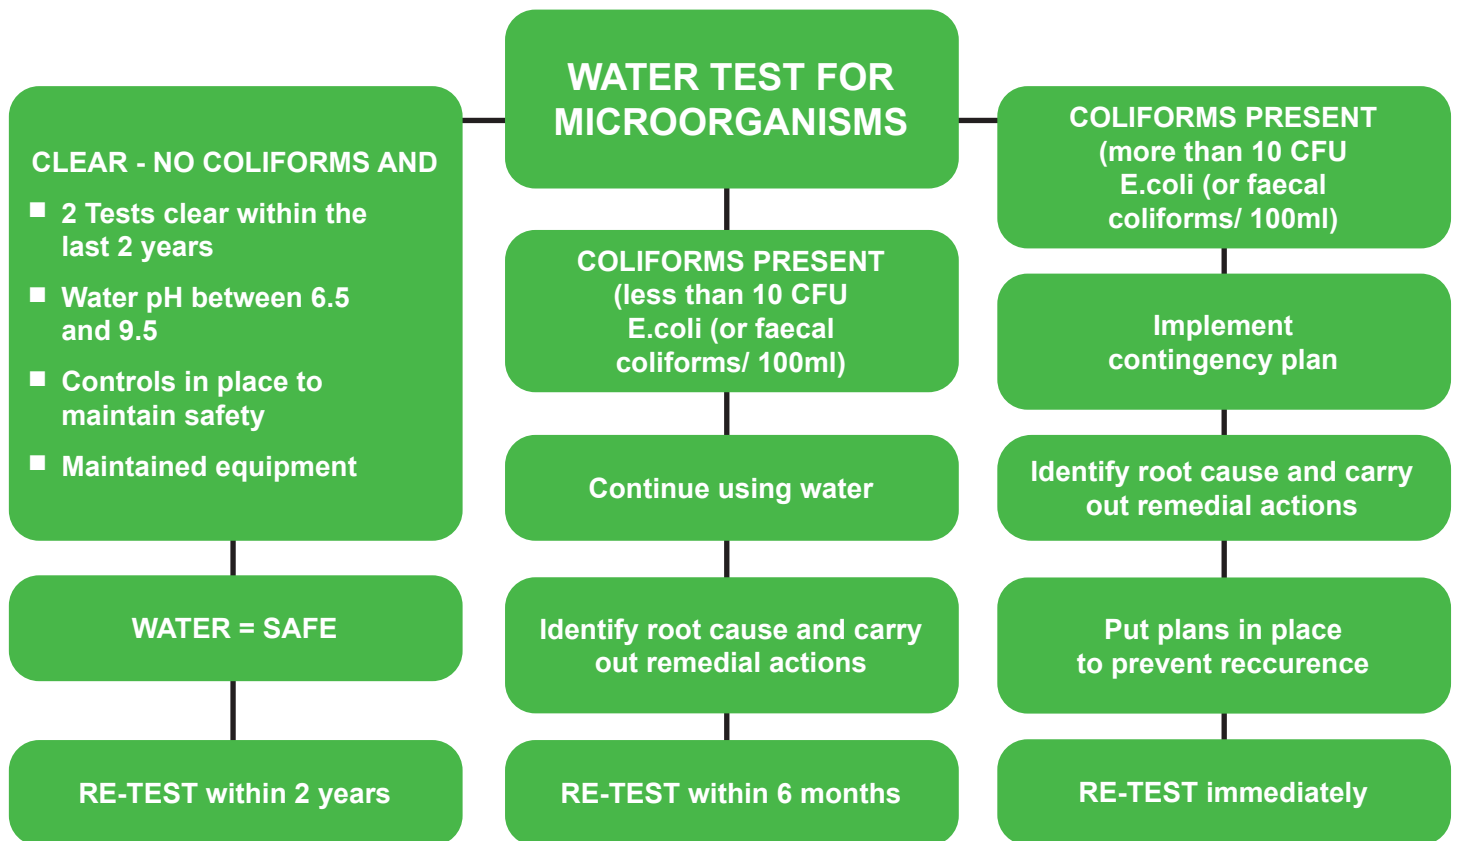 WATER TEST FOR
MICROORGANISMS
CLEAR - NO COLIFORMS AND
2 Tests clear within the
last 2 years
Water pH between 6.5
and 9.5
Controls in place to
maintain safety
Maintained equipment
WATER = SAFE
RE-TEST within 2 years
COLIFORMS PRESENT
(less than 10 CFU
E.coli (or faecal
coliforms/ 100ml)
Continue using water
Identify root cause and carry
out remedial actions
RE-TEST within 6 months
COLIFORMS PRESENT
(more than 10 CFU
E.coli (or faecal
coliforms/ 100ml)
Implement
contingency plan
Identify root cause and carry
out remedial actions
Put plans in place
to prevent reccurence
RE-TEST immediately